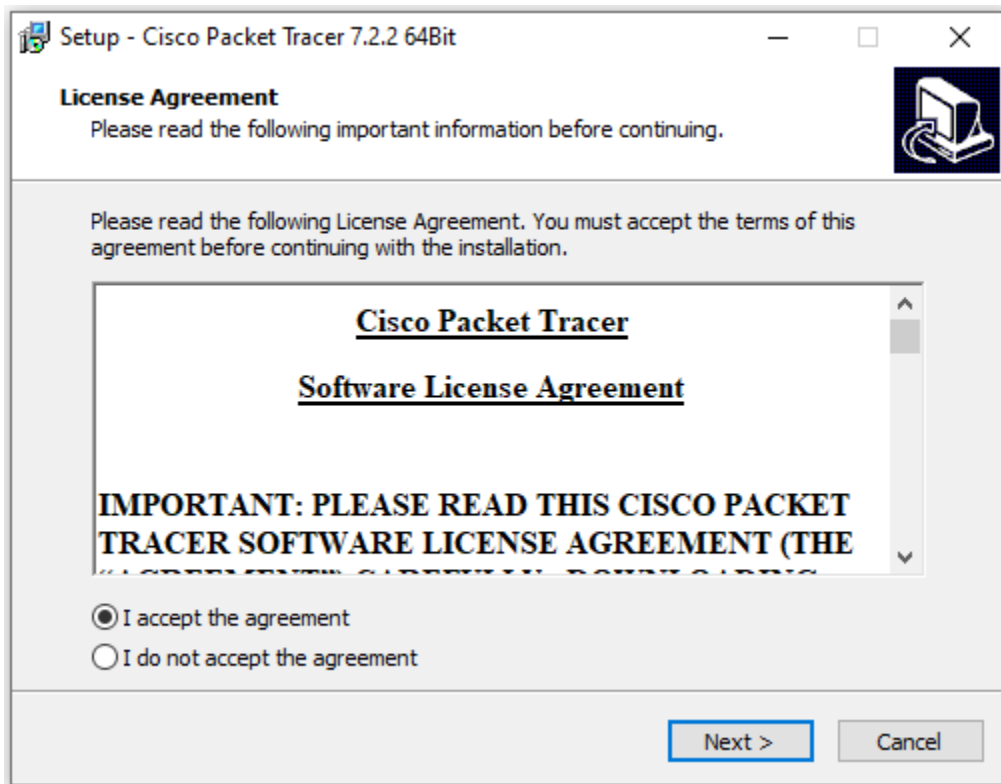 Setup - Cisco Packet Tracer 7.2.2 64Bit
License Agreement
Please read the following important information before continuing.
Please read the following License Agreement. You must accept the terms of this
agreement before continuing with the installation.
Cisco Packet Tracer
Software License Agreement
IMPORTANT: PLEASE READ THIS CISCO PACKET
TRACER SOFTWARE LICENSE AGREEMENT (THE
“AGREEMENT”) CAREFULLY. DOWNLOADING
I accept the agreement
I do not accept the agreement
Next >
Cancel